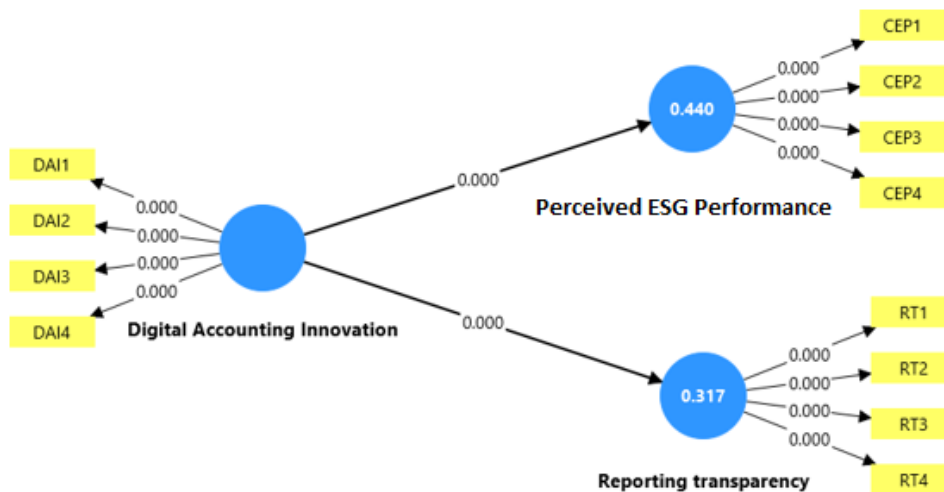 CEP1
0.000
CEP2
0.000
0.440
0.000
CEP3
0.000
CEP4
DAI1
0.000
Perceived ESG Performance
0.000
DAI2
0.000
DAI3
0.000
0.000
DAI4
Digital Accounting Innovation
0.000
RT1
0.000
RT2
0.000
0.317
0.000
RT3
0.000
RT4
Reporting transparency
0.000